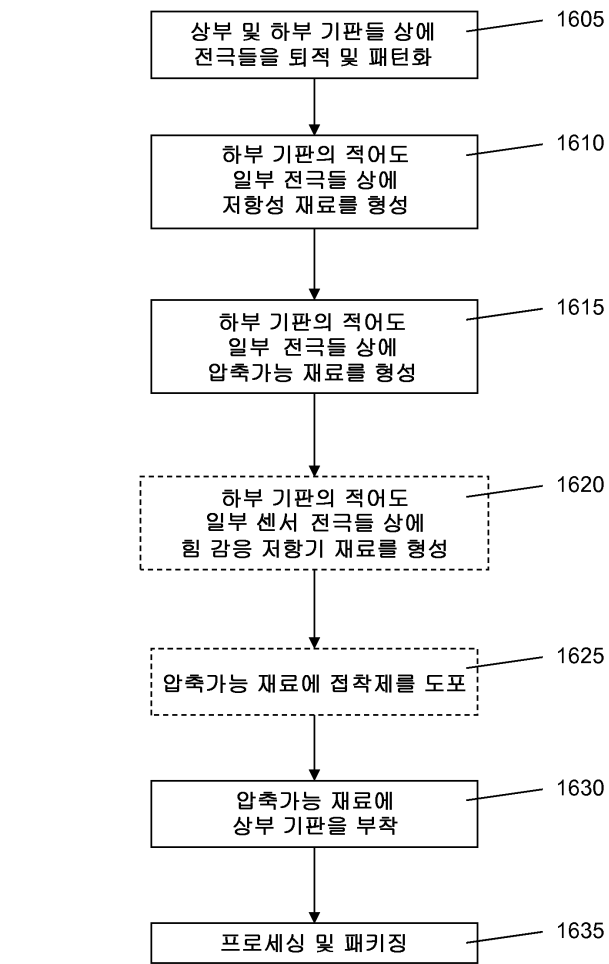 상부 및 하부 기판들 상에
전극들을 퇴적 및 패턴화
1605
하부 기판의 적어도
일부 전극들 상에
저항성 재료를 형성
1610
하부 기판의 적어도
일부 전극들 상에
압축가능 재료를 형성
1615
하부 기판의 적어도
일부 센서 전극들 상에
힘 감응 저항기 재료를 형성
1620
압축가능 재료에 접착제를 도포
1625
압축가능 재료에
상부 기판을 부착
1630
프로세싱 및 패키징
1635